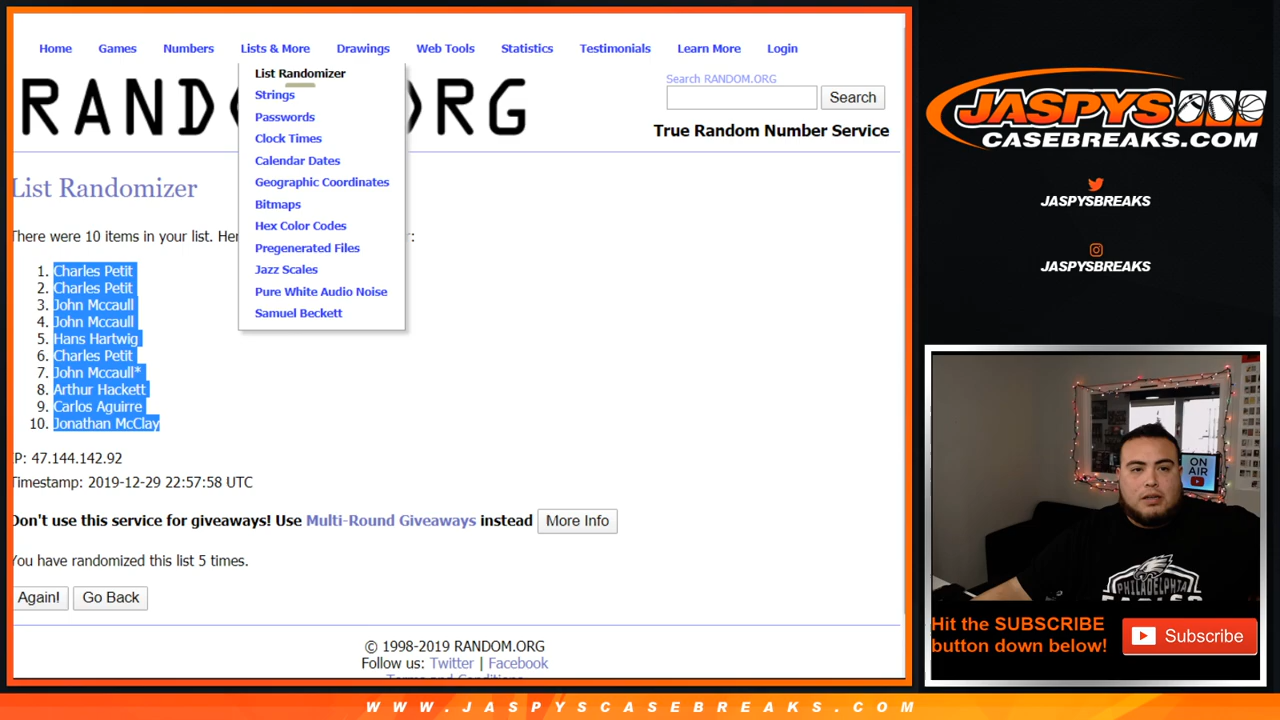 Home Games Numbers Lists & More Drawings Web Tools Statistics Testimonials Learn More Login
List Randomizer
Strings
Passwords
Clock Times
Calendar Dates
Geographic Coordinates
Bitmaps
Hex Color Codes
Pregenerated Files
Jazz Scales
Pure White Audio Noise
Samuel Beckett
Search RANDOM.ORG
Search
True Random Number Service
List Randomizer
There were 10 items in your list. :
1. Charles Petit
2. Charles Petit
3. John Mccaull
4. John Mccaull
5. Hans Hartwig
6. Charles Petit
7. John Mccaull*
8. Arthur Hackett
9. Carlos Aguirre
10. Jonathan McClay
IP: 47.144.142.92
Timestamp: 2019-12-29 22:57:58 UTC
Don't use this service for giveaways! Use Multi-Round Giveaways instead More Info
You have randomized this list 5 times.
Again! Go Back
© 1998-2019 RANDOM.ORG
Follow us: Twitter | Facebook
Terms and Conditions
JASPYS
CASEBREAKS.COM
JASPYSBREAKS
JASPYSBREAKS
ON
AIR
PHILADELPHIA
EAGLES
Hit the SUBSCRIBE
button down below!
Subscribe
WWW.JASPYSCASEBREAKS.COM